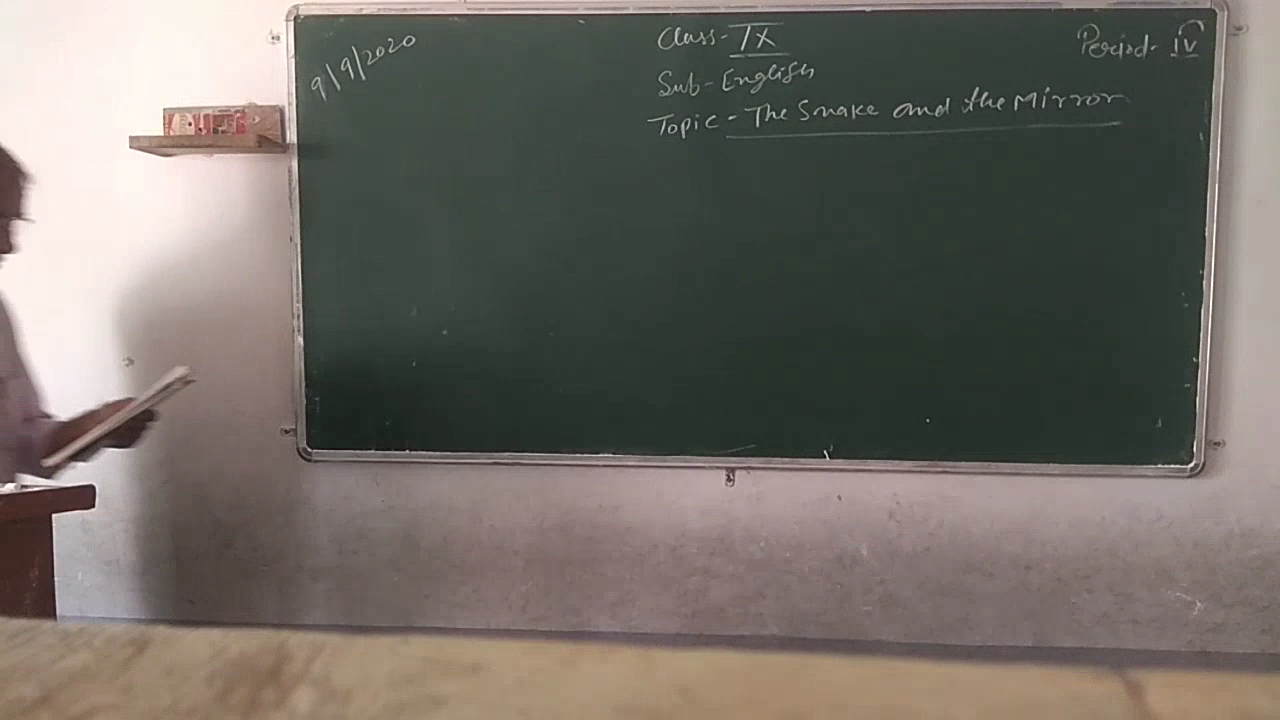 9/9/2020
Class- IX
Period- IV
Sub- English
Topic- The Snake and the Mirror